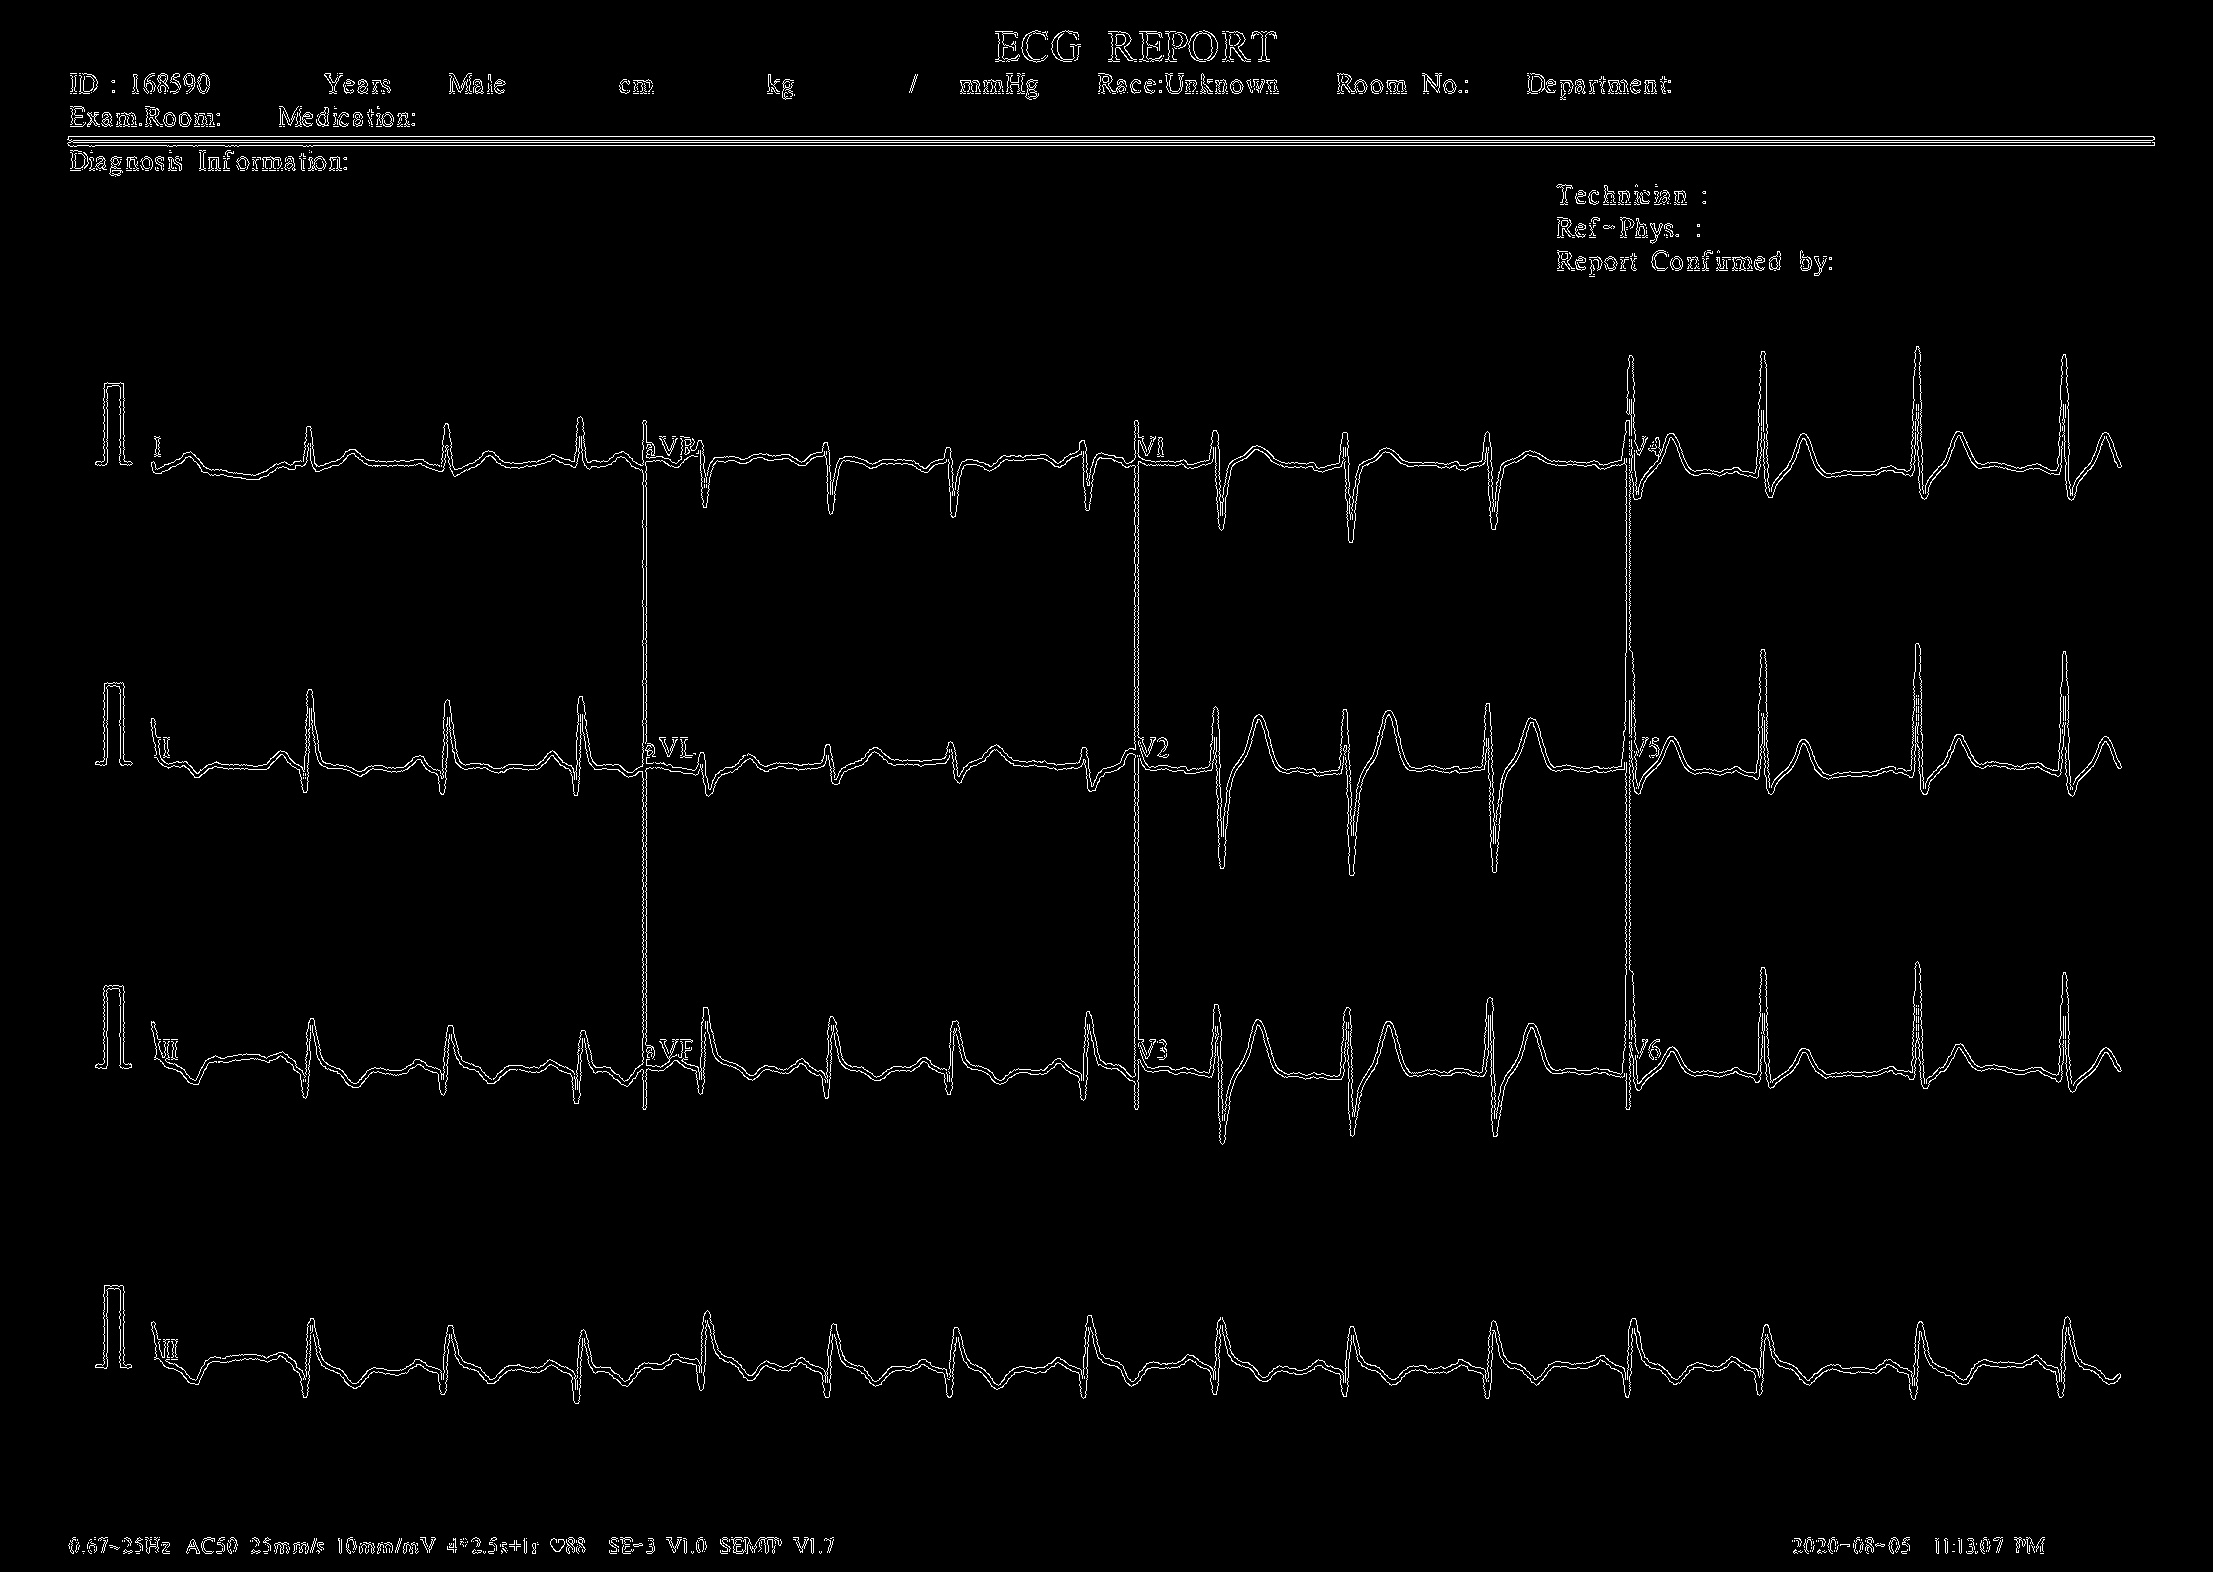 ECG REPORT
ID : 168590 Years Male cm kg / mmHg Race:Unknown Room No.: Department:
Exam.Room: Medication:
Diagnosis Information:
Technician :
Ref-Phys. :
Report Confirmed by:
I aVR V1 V4
II aVL V2 V5
III aVF V3 V6
III
0.67~25Hz AC50 25mm/s 10mm/mV 4*2.5s+1r ♡88 SE-3 V1.0 SEMIP V1.7 2020-08-05 11:13:07 PM